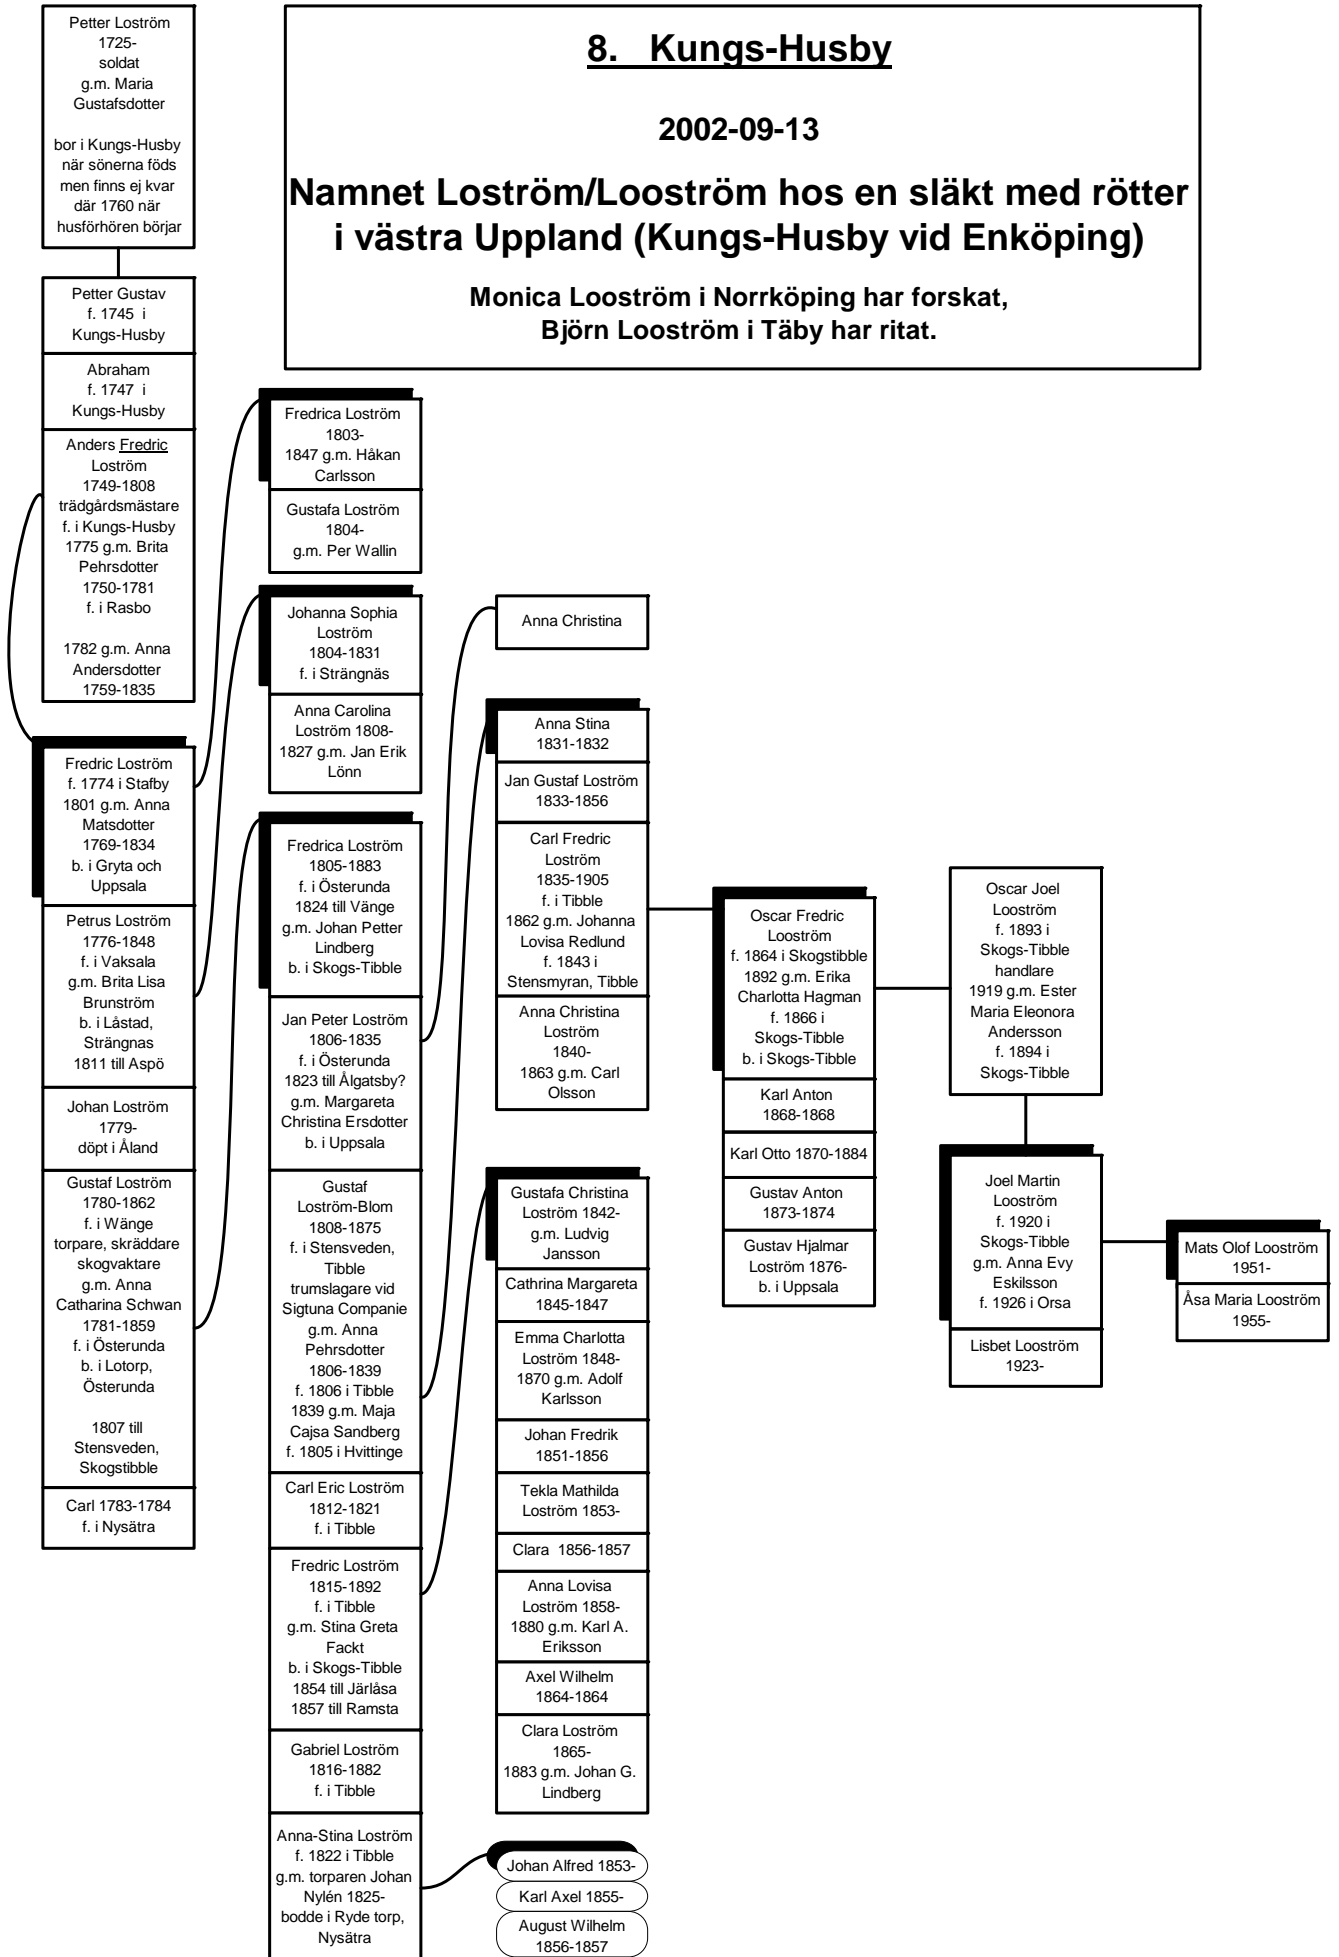 8. Kungs-Husby
2002-09-13
Namnet Loström/Looström hos en släkt med rötter
i västra Uppland (Kungs-Husby vid Enköping)
Monica Looström i Norrköping har forskat,
Björn Looström i Täby har ritat.
Petter Loström
1725-
soldat
g.m. Maria
Gustafsdotter
bor i Kungs-Husby
när sönerna föds
men finns ej kvar
där 1760 när
husförhören börjar
Petter Gustav
f. 1745 i
Kungs-Husby
Abraham
f. 1747 i
Kungs-Husby
Anders Fredric
Loström
1749-1808
trädgårdsmästare
f. i Kungs-Husby
1775 g.m. Brita
Pehrsdotter
1750-1781
f. i Rasbo
1782 g.m. Anna
Andersdotter
1759-1835
Fredric Loström
f. 1774 i Stafby
1801 g.m. Anna
Matsdotter
1769-1834
b. i Gryta och
Uppsala
Petrus Loström
1776-1848
f. i Vaksala
g.m. Brita Lisa
Brunström
b. i Låstad,
Strängnas
1811 till Aspö
Johan Loström
1779-
döpt i Åland
Gustaf Loström
1780-1862
f. i Wänge
torpare, skräddare
skogvaktare
g.m. Anna
Catharina Schwan
1781-1859
f. i Österunda
b. i Lotorp,
Österunda
1807 till
Stensveden,
Skogstibble
Carl 1783-1784
f. i Nysätra
Fredrica Loström
1803-
1847 g.m. Håkan
Carlsson
Gustafa Loström
1804-
g.m. Per Wallin
Johanna Sophia
Loström
1804-1831
f. i Strängnäs
Anna Carolina
Loström 1808-
1827 g.m. Jan Erik
Lönn
Fredrica Loström
1805-1883
f. i Österunda
1824 till Vänge
g.m. Johan Petter
Lindberg
b. i Skogs-Tibble
Jan Peter Loström
1806-1835
f. i Österunda
1823 till Ålgatsby?
g.m. Margareta
Christina Ersdotter
b. i Uppsala
Gustaf
Loström-Blom
1808-1875
f. i Stensveden,
Tibble
trumslagare vid
Sigtuna Companie
g.m. Anna
Pehrsdotter
1806-1839
f. 1806 i Tibble
1839 g.m. Maja
Cajsa Sandberg
f. 1805 i Hvittinge
Carl Eric Loström
1812-1821
f. i Tibble
Fredric Loström
1815-1892
f. i Tibble
g.m. Stina Greta
Fackt
b. i Skogs-Tibble
1854 till Järlåsa
1857 till Ramsta
Gabriel Loström
1816-1882
f. i Tibble
Anna-Stina Loström
f. 1822 i Tibble
g.m. torparen Johan
Nylén 1825-
bodde i Ryde torp,
Nysätra
Anna Christina
Anna Stina
1831-1832
Jan Gustaf Loström
1833-1856
Carl Fredric
Loström
1835-1905
f. i Tibble
1862 g.m. Johanna
Lovisa Redlund
f. 1843 i
Stensmyran, Tibble
Anna Christina
Loström
1840-
1863 g.m. Carl
Olsson
Gustafa Christina
Loström 1842-
g.m. Ludvig
Jansson
Cathrina Margareta
1845-1847
Emma Charlotta
Loström 1848-
1870 g.m. Adolf
Karlsson
Johan Fredrik
1851-1856
Tekla Mathilda
Loström 1853-
Clara 1856-1857
Anna Lovisa
Loström 1858-
1880 g.m. Karl A.
Eriksson
Axel Wilhelm
1864-1864
Clara Loström
1865-
1883 g.m. Johan G.
Lindberg
Johan Alfred 1853-
Karl Axel 1855-
August Wilhelm
1856-1857
Oscar Fredric
Looström
f. 1864 i Skogstibble
1892 g.m. Erika
Charlotta Hagman
f. 1866 i
Skogs-Tibble
b. i Skogs-Tibble
Karl Anton
1868-1868
Karl Otto 1870-1884
Gustav Anton
1873-1874
Gustav Hjalmar
Loström 1876-
b. i Uppsala
Oscar Joel
Looström
f. 1893 i
Skogs-Tibble
handlare
1919 g.m. Ester
Maria Eleonora
Andersson
f. 1894 i
Skogs-Tibble
Joel Martin
Looström
f. 1920 i
Skogs-Tibble
g.m. Anna Evy
Eskilsson
f. 1926 i Orsa
Lisbet Looström
1923-
Mats Olof Looström
1951-
Åsa Maria Looström
1955-